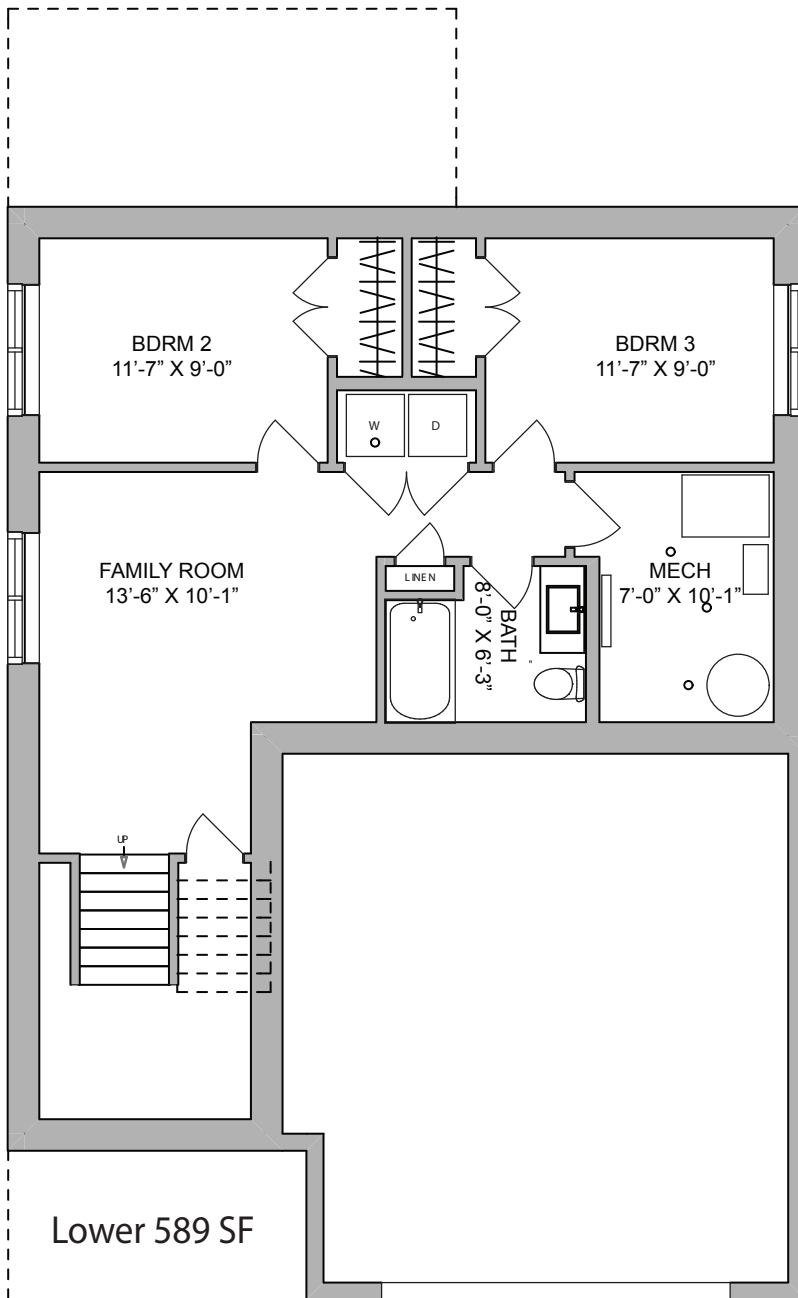 BDRM 2
11’-7” X 9’-0”
BDRM 3
11’-7” X 9’-0”
W
D
FAMILY ROOM
13’-6” X 10’-1”
LINEN
BATH
8’-0” X 6’-3”
MECH
7’-0” X 10’-1”
UP
Lower 589 SF